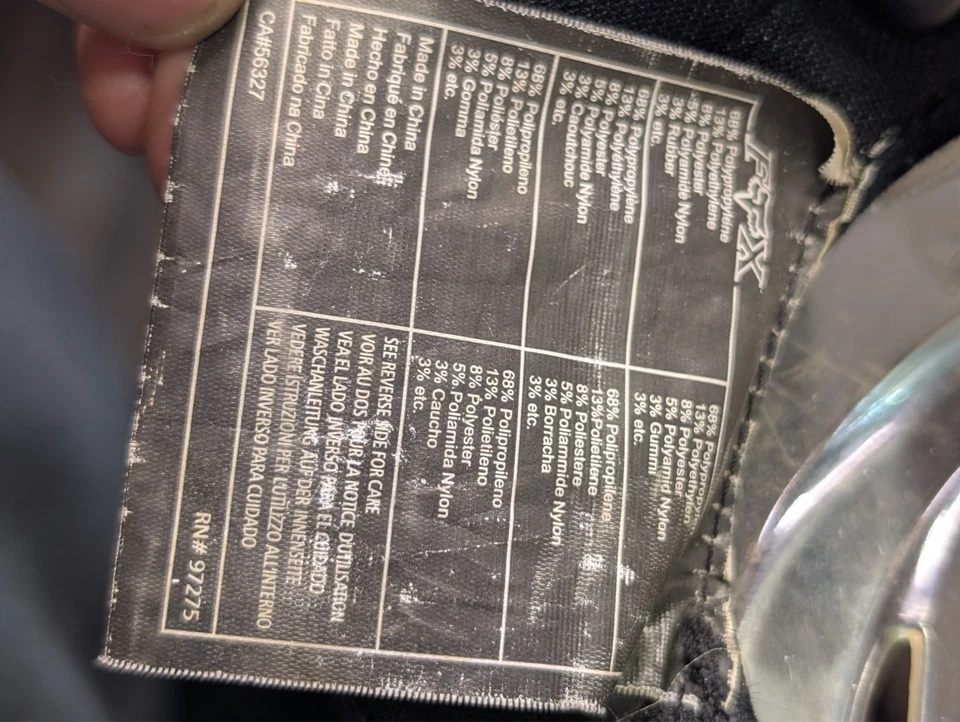 FOX
68% Polypropylene
13% Polyethylene
8% Polyester
5% Polyamide Nylon
3% Rubber
3% etc.
68% Polypropylen
13% Polyethylen
8% Polyester
5% Polyamid Nylon
3% Gummi
3% etc.
68% Polypropylène
13% Polyéthylène
8% Polyester
5% Polyamide Nylon
3% Caoutchouc
3% etc.
68% Polipropilene
13%Polietilene
8% Poliestere
5% Poliammide Nylon
3% Borracha
3% etc.
68% Polipropileno
13% Polietileno
8% Poliéster
5% Poliamida Nylon
3% Gomma
3% etc.
68% Polipropileno
13% Polietileno
8% Polyester
5% Poliamida Nylon
3% Caucho
3% etc.
Made in China
Fabriqué en Chine
Hecho en China
Made in China
Fatto in Cina
Fabricado na China
SEE REVERSE SIDE FOR CARE
VOIR AU DOS POUR LA NOTICE D'UTILISATION
VEA EL LADO INVERSO PARA EL CUIDADO
WASCHANLEITUNG AUF DER INNENSEITE
VEDERE ISTRUZIONI PER L'UTILIZZO ALL'INTERNO
VER LADO INVERSO PARA CUIDADO
CA#56327
RN# 97275